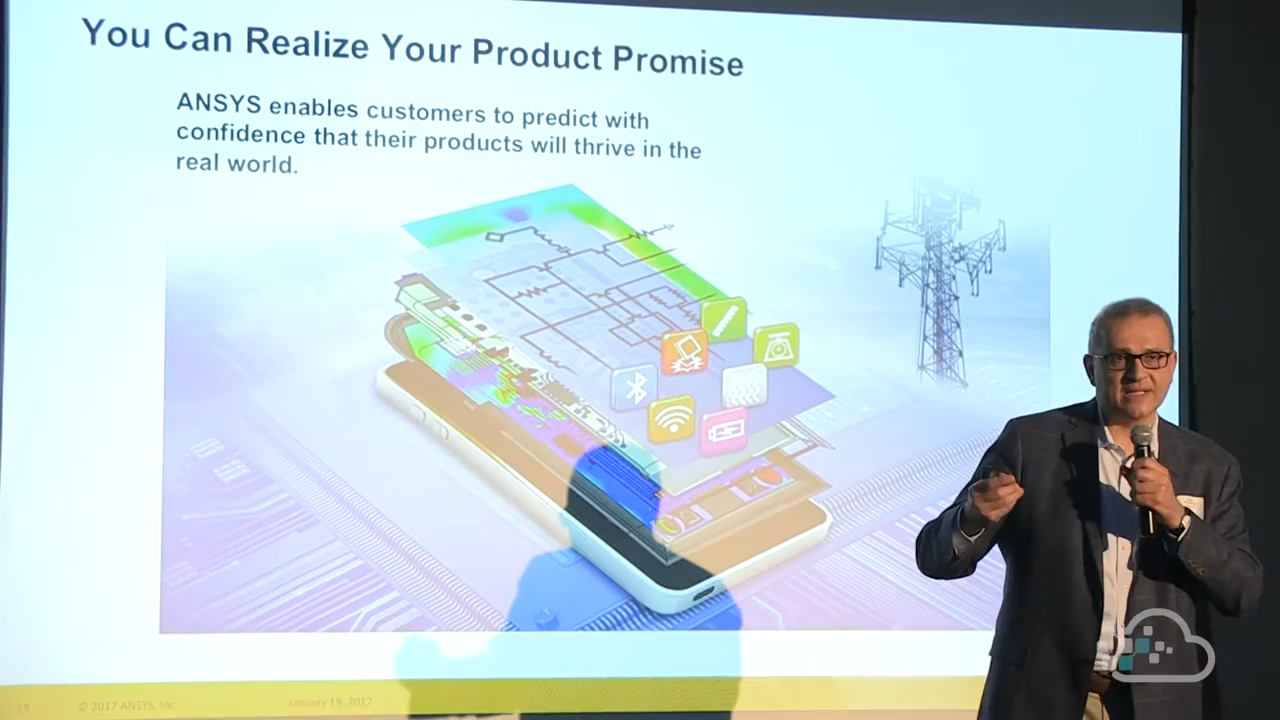 You Can Realize Your Product Promise
ANSYS enables customers to predict with
confidence that their products will thrive in the
real world.
59 © 2017 ANSYS, Inc. January 19, 2017